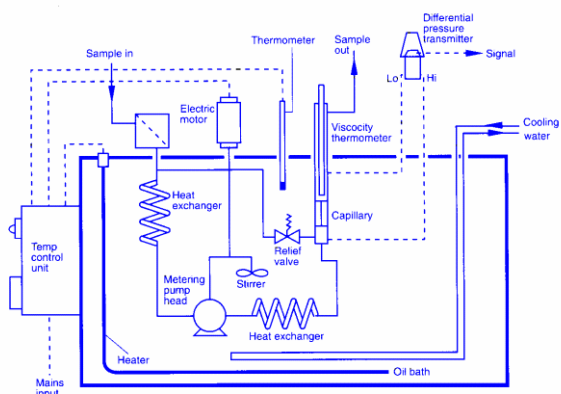 Differential
pressure
transmitter
Sample in
Thermometer
Sample
out
Signal
Lo
Hi
Electric
motor
Viscocity
thermometer
Cooling
water
Heat
exchanger
Capillary
Temp
control
unit
Relief
valve
Metering
pump
head
Stirrer
Heat exchanger
Heater
Oil bath
Mains
input